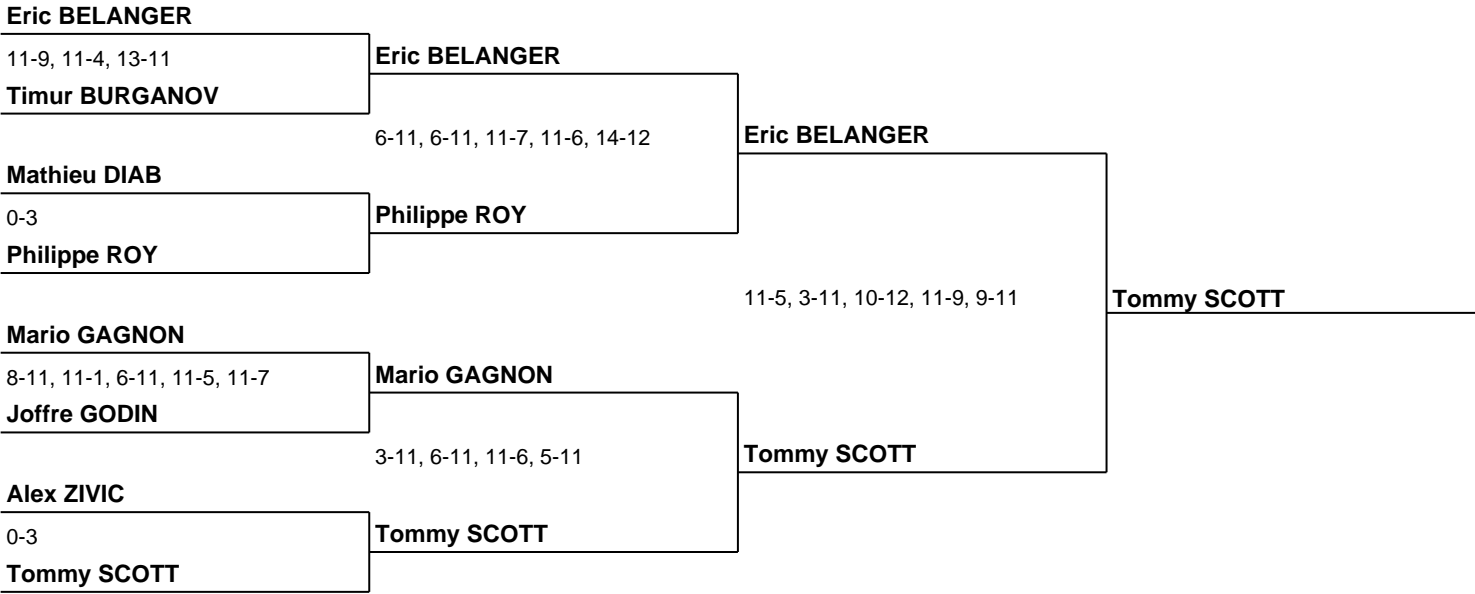 Eric BELANGER
11-9, 11-4, 13-11
Eric BELANGER
Timur BURGANOV
6-11, 6-11, 11-7, 11-6, 14-12
Eric BELANGER
Mathieu DIAB
0-3
Philippe ROY
Philippe ROY
11-5, 3-11, 10-12, 11-9, 9-11
Tommy SCOTT
Mario GAGNON
8-11, 11-1, 6-11, 11-5, 11-7
Mario GAGNON
Joffre GODIN
3-11, 6-11, 11-6, 5-11
Tommy SCOTT
Alex ZIVIC
0-3
Tommy SCOTT
Tommy SCOTT